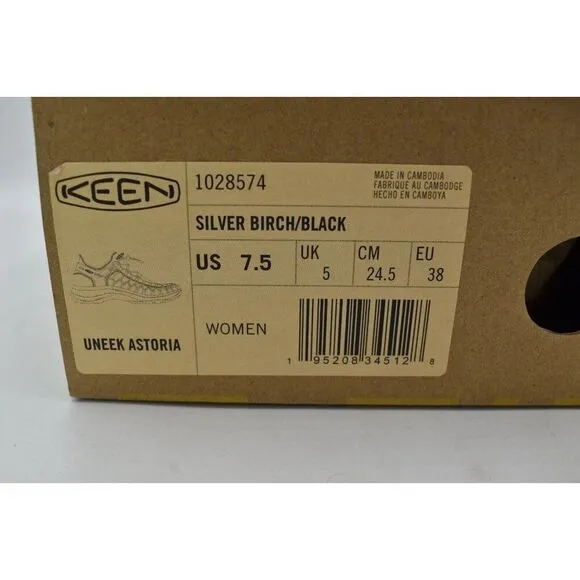 KEEN
1028574
MADE IN CAMBODIA
FABRIQUE AU CAMBODGE
HECHO EN CAMBOYA
SILVER BIRCH/BLACK
US 7.5
UK 5
CM 24.5
EU 38
UNEEK ASTORIA
WOMEN
1 95208 34512 8